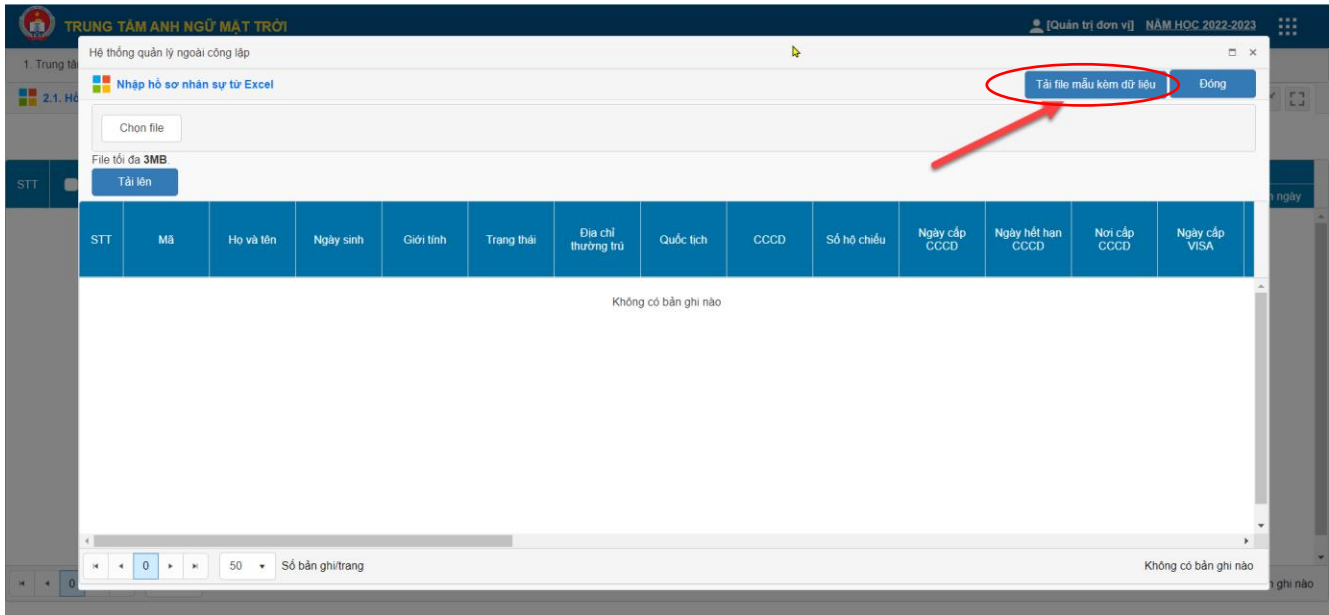 TRUNG TÂM ANH NGỮ MẶT TRỜI
[Quản trị đơn vị] NĂM HỌC 2022-2023
1. Trung tâ
Hệ thống quản lý ngoài công lập
2.1. Hồ
Nhập hồ sơ nhân sự từ Excel
Tải file mẫu kèm dữ liệu
Đóng
Chọn file
File tối đa 3MB.
Tải lên
STT
ngày
STT Mã Họ và tên Ngày sinh Giới tính Trạng thái Địa chỉ thường trú Quốc tịch CCCD Số hộ chiếu Ngày cấp CCCD Ngày hết hạn CCCD Nơi cấp CCCD Ngày cấp VISA
Không có bản ghi nào
0 50 Số bản ghi/trang Không có bản ghi nào
0 ghi nào